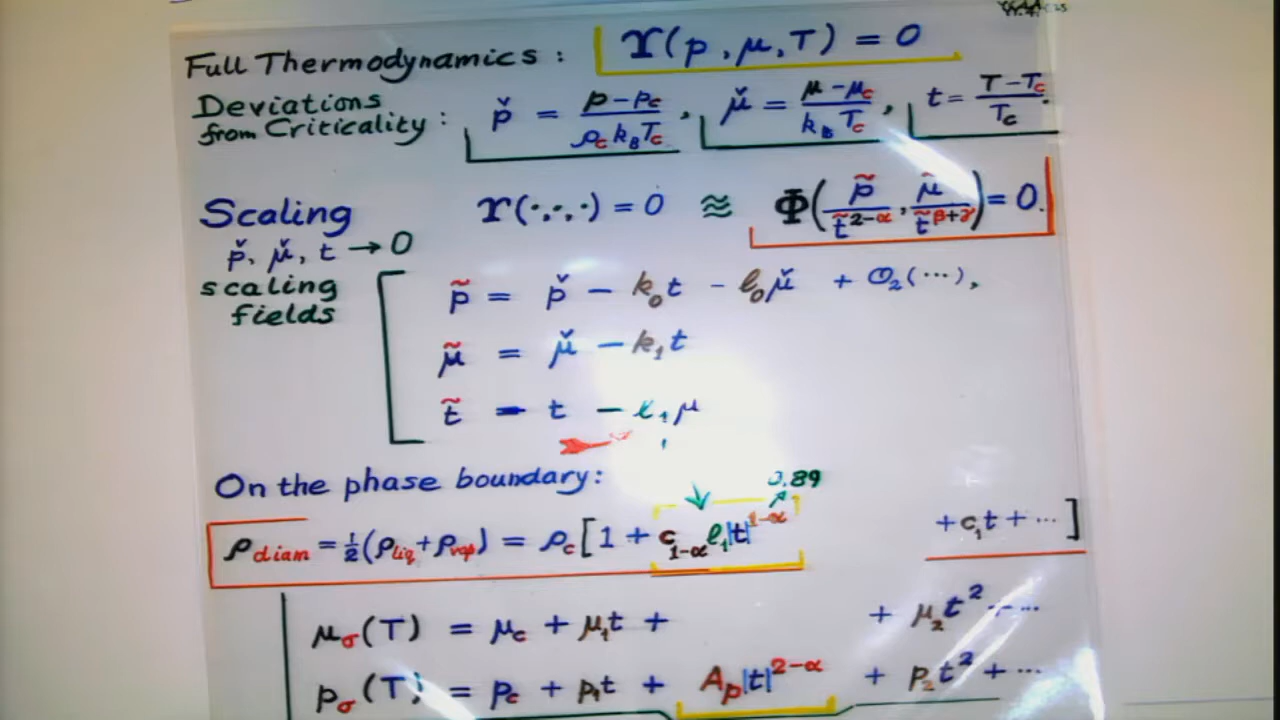 Full Thermodynamics : ϒ(p, μ, T) = 0
Deviations from Criticality : p̌ = (p − p_c)/(ρ_c k_B T_c), μ̌ = (μ − μ_c)/(k_B T_c), t = (T − T_c)/T_c.
Scaling ϒ(·,·,·) = 0 ≊ Φ(p̃/t̃^{2−α}, μ̃/t̃^{β+γ}) = 0.
p̌, μ̌, t → 0
scaling fields
p̃ = p̌ − k₀t − ℓ₀μ̌ + O₂(⋯),
μ̃ = μ̌ − k₁t
t̃ = t − ℓ₁μ
On the phase boundary:
0.89
ρ_diam = ½(ρ_liq + ρ_vap) = ρ_c[1 + c_{1−α} ℓ₁|t|^{1−α} + c₁t + ⋯]
μ_σ(T) = μ_c + μ₁t + + μ₂t² + ⋯
p_σ(T) = p_c + p₁t + A_p|t|^{2−α} + p₂t² + ⋯